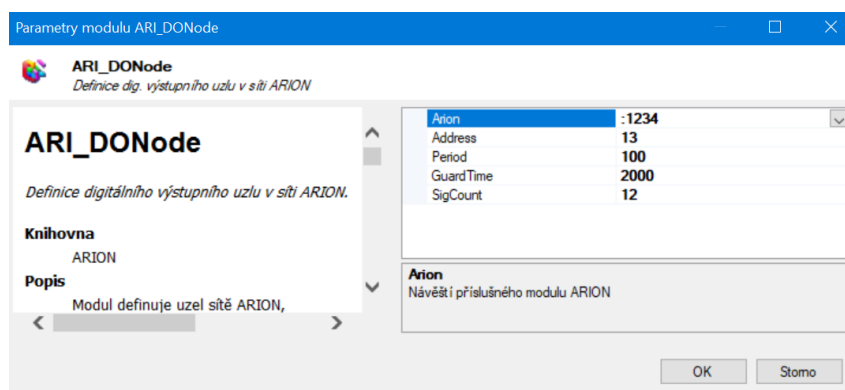 Parametry modulu ARI_DONode
ARI_DONode
Definice dig. výstupního uzlu v síti ARION
ARI_DONode
Definice digitálního výstupního uzlu v síti ARION.
Knihovna
ARION
Popis
Modul definuje uzel sítě ARION,
Arion :1234
Address 13
Period 100
GuardTime 2000
SigCount 12
Arion
Návěští příslušného modulu ARION
OK Storno